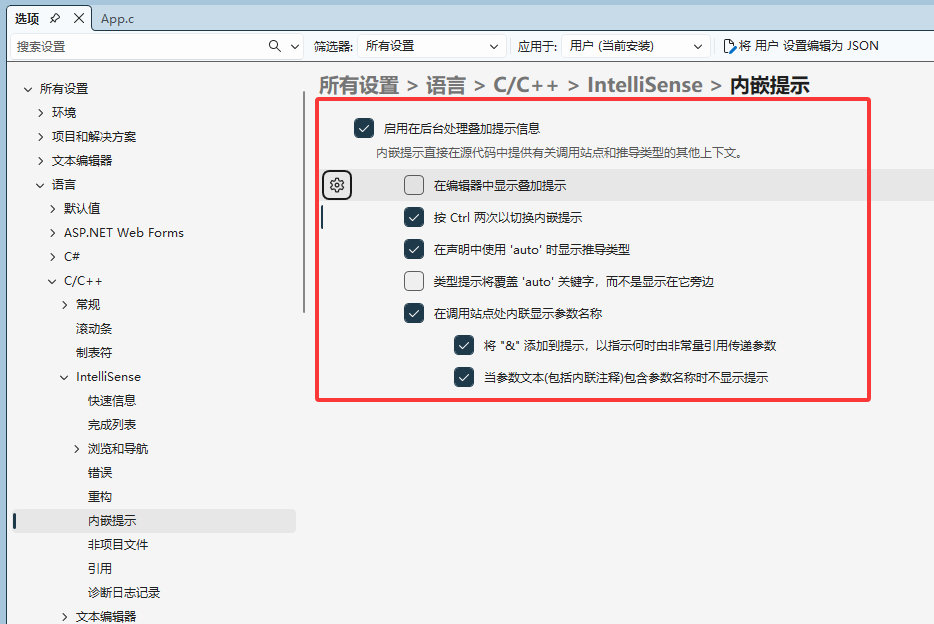 选项
App.c
搜索设置
筛选器: 所有设置
应用于: 用户 (当前安装)
将 用户 设置编辑为 JSON
所有设置
环境
项目和解决方案
文本编辑器
语言
默认值
ASP.NET Web Forms
C#
C/C++
常规
滚动条
制表符
IntelliSense
快速信息
完成列表
浏览和导航
错误
重构
内嵌提示
非项目文件
引用
诊断日志记录
文本编辑器
所有设置 > 语言 > C/C++ > IntelliSense > 内嵌提示
启用在后台处理叠加提示信息
内嵌提示直接在源代码中提供有关调用站点和推导类型的其他上下文。
在编辑器中显示叠加提示
按 Ctrl 两次以切换内嵌提示
在声明中使用 'auto' 时显示推导类型
类型提示将覆盖 'auto' 关键字，而不是显示在它旁边
在调用站点处内联显示参数名称
将 "&" 添加到提示，以指示何时由非常量引用传递参数
当参数文本(包括内联注释)包含参数名称时不显示提示